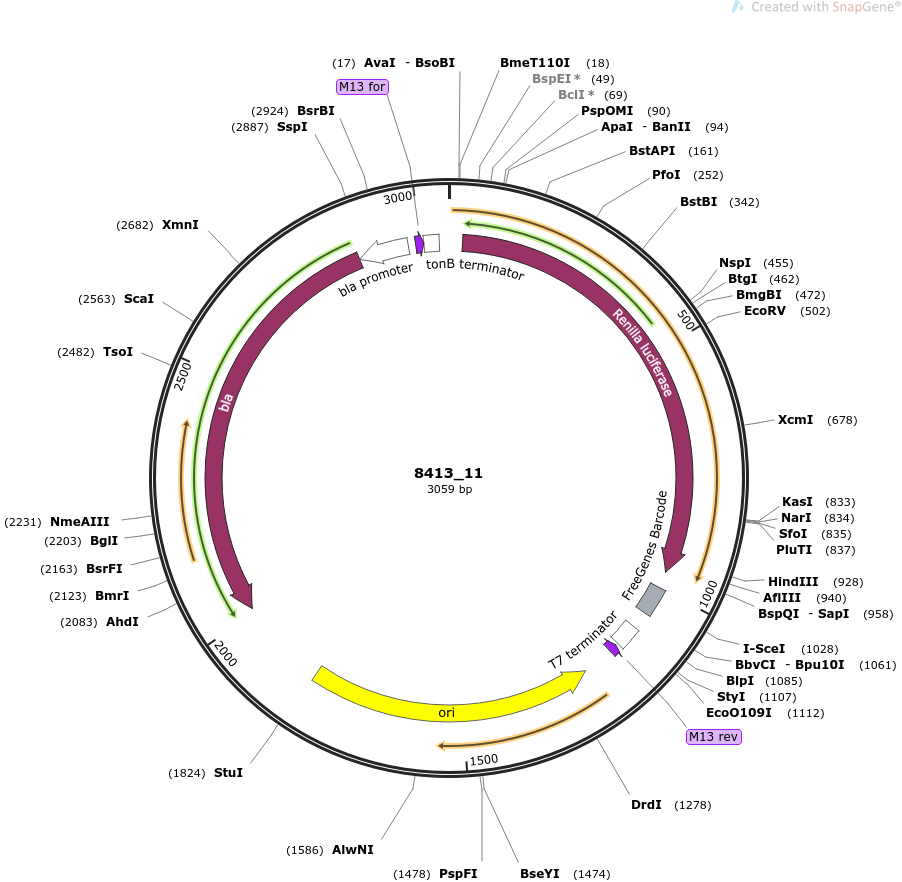 Created with SnapGene®
(17) AvaI - BsoBI
M13 for
(2924) BsrBI
(2887) SspI
BmeT110I (18)
BspEI * (49)
BclI * (69)
PspOMI (90)
ApaI - BanII (94)
BstAPI (161)
PfoI (252)
BstBI (342)
3000
(2682) XmnI
bla promoter
tonB terminator
NspI (455)
BtgI (462)
BmgBI (472)
EcoRV (502)
500
(2563) ScaI
Renilla luciferase
(2482) TsoI
2500
bla
XcmI (678)
8413_11
3059 bp
KasI (833)
NarI (834)
SfoI (835)
PluTI (837)
(2231) NmeAIII
(2203) BglI
(2163) BsrFI
(2123) BmrI
(2083) AhdI
FreeGenes Barcode
HindIII (928)
AflIII (940)
BspQI - SapI (958)
1000
2000
T7 terminator
I-SceI (1028)
BbvCI - Bpu10I (1061)
BlpI (1085)
StyI (1107)
EcoO109I (1112)
M13 rev
ori
1500
(1824) StuI
DrdI (1278)
(1586) AlwNI
(1478) PspFI
BseYI (1474)